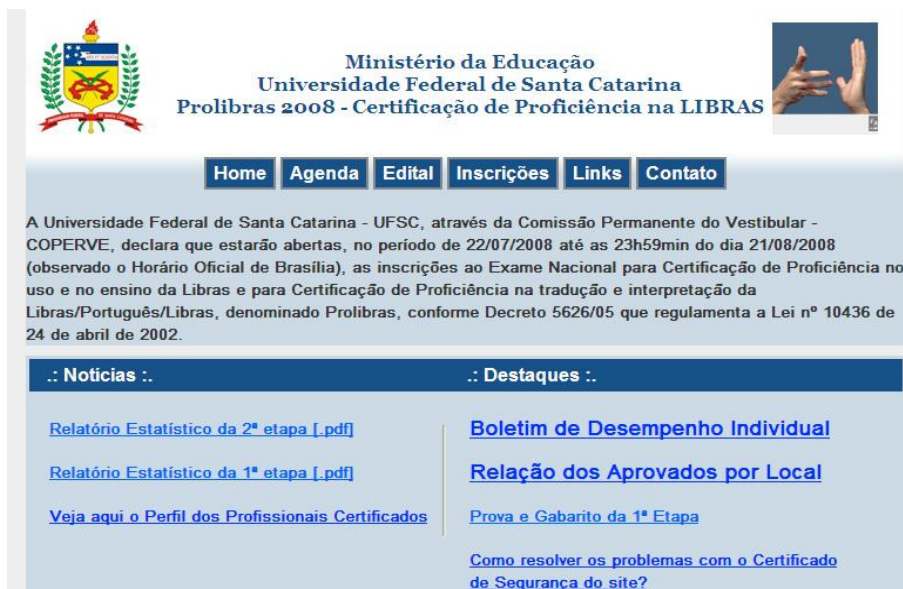 Ministério da Educação
Universidade Federal de Santa Catarina
Prolibras 2008 - Certificação de Proficiência na LIBRAS
Home Agenda Edital Inscrições Links Contato
A Universidade Federal de Santa Catarina - UFSC, através da Comissão Permanente do Vestibular -
COPERVE, declara que estarão abertas, no período de 22/07/2008 até as 23h59min do dia 21/08/2008
(observado o Horário Oficial de Brasília), as inscrições ao Exame Nacional para Certificação de Proficiência no
uso e no ensino da Libras e para Certificação de Proficiência na tradução e interpretação da
Libras/Português/Libras, denominado Prolibras, conforme Decreto 5626/05 que regulamenta a Lei nº 10436 de
24 de abril de 2002.
.: Noticias :.
.: Destaques :.
Relatório Estatístico da 2ª etapa [.pdf]
Relatório Estatístico da 1ª etapa [.pdf]
Veja aqui o Perfil dos Profissionais Certificados
Boletim de Desempenho Individual
Relação dos Aprovados por Local
Prova e Gabarito da 1ª Etapa
Como resolver os problemas com o Certificado
de Segurança do site?